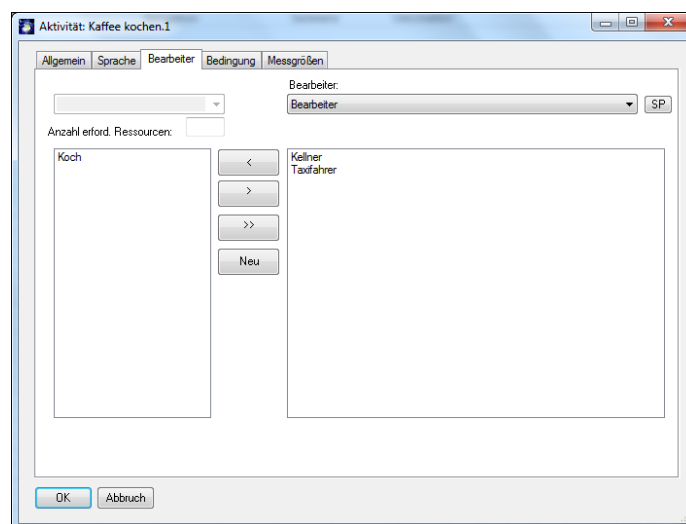 Aktivität: Kaffee kochen.1
Allgemein Sprache Bearbeiter Bedingung Messgrößen
Bearbeiter:
Bearbeiter SP
Anzahl erford. Ressourcen:
Koch
<
>
>>
Neu
Kellner
Taxifahrer
OK Abbruch